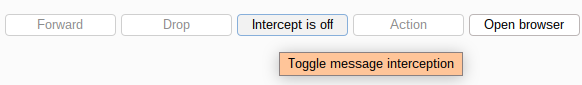 Forward Drop Intercept is off Action Open browser
Toggle message interception